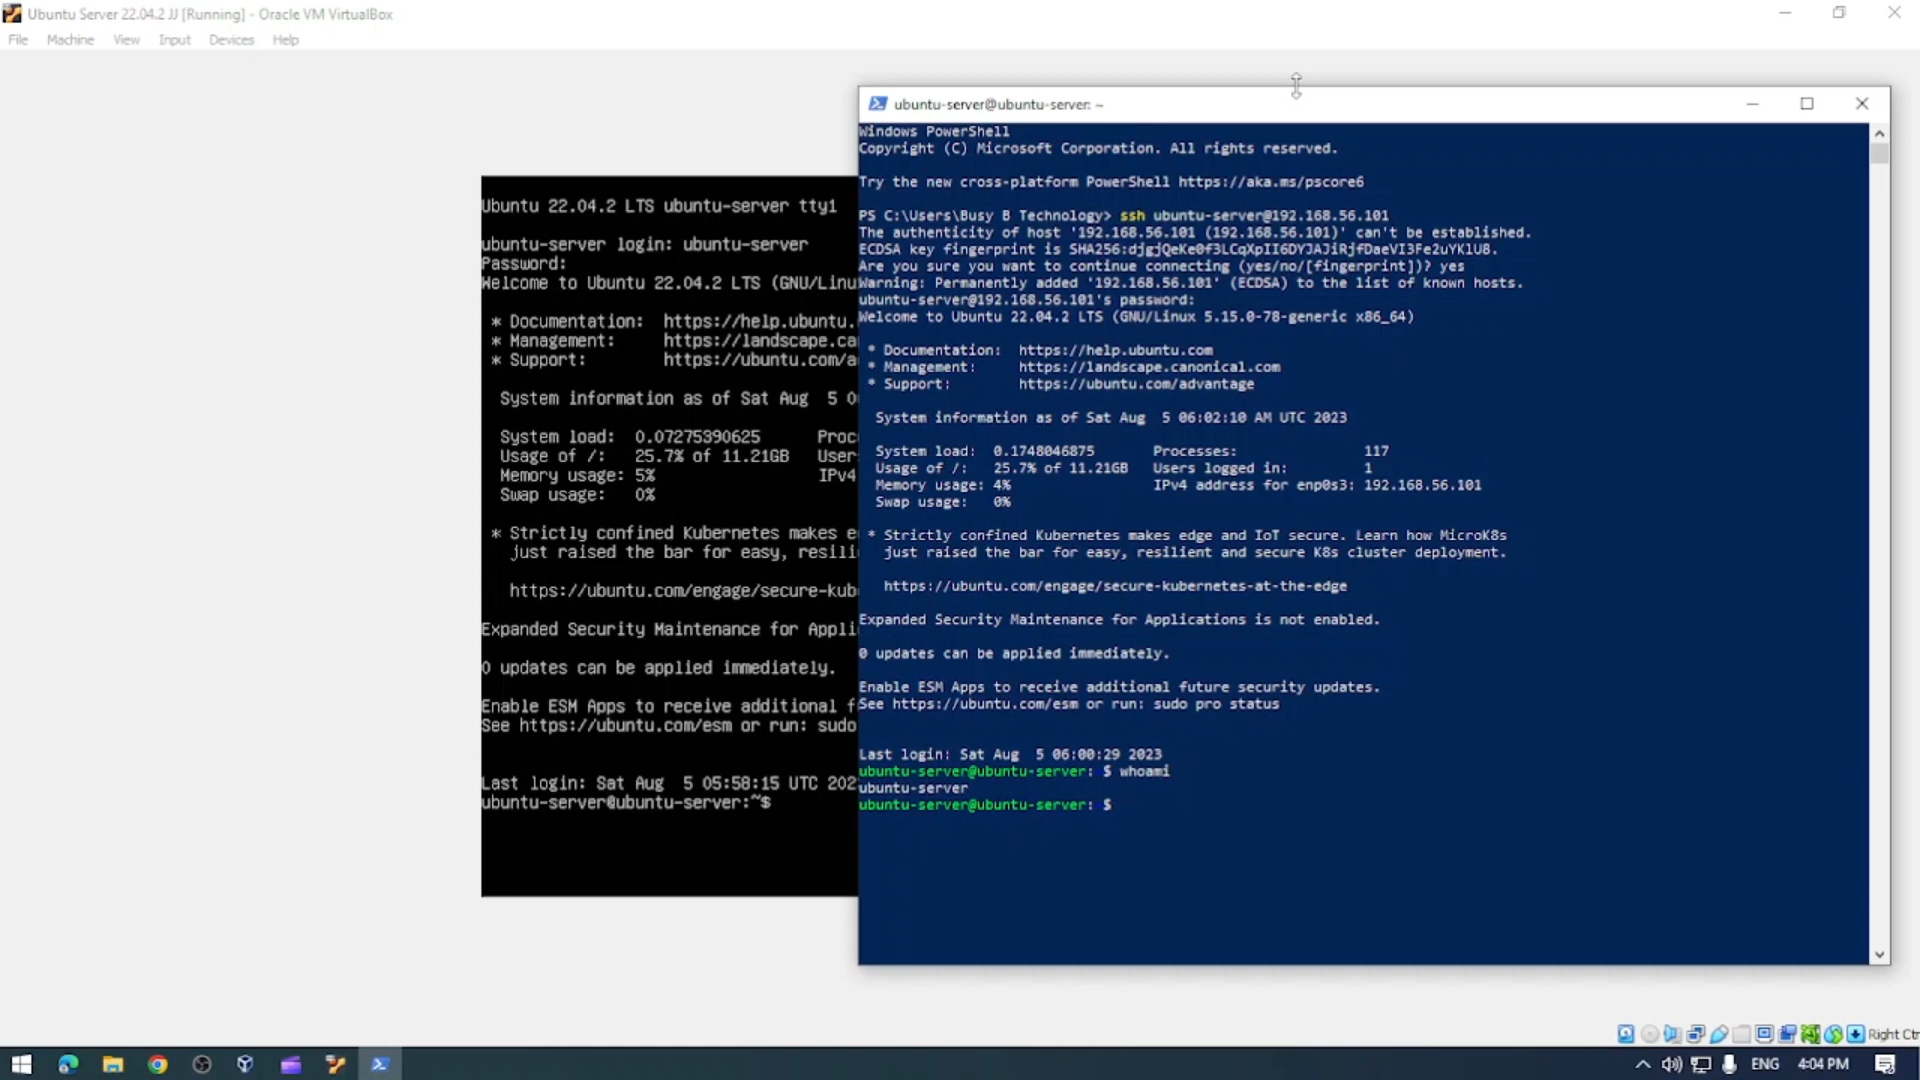 Ubuntu Server 22.04.2 JJ [Running] - Oracle VM VirtualBox
File Machine View Input Devices Help
Ubuntu 22.04.2 LTS ubuntu-server tty1
ubuntu-server login: ubuntu-server
Password:
Welcome to Ubuntu 22.04.2 LTS (GNU/Linu
* Documentation: https://help.ubuntu.
* Management: https://landscape.ca
* Support: https://ubuntu.com/a
System information as of Sat Aug 5 0
System load: 0.07275390625 Proc
Usage of /: 25.7% of 11.21GB User
Memory usage: 5% IPv4
Swap usage: 0%
* Strictly confined Kubernetes makes e
just raised the bar for easy, resili
https://ubuntu.com/engage/secure-kub
Expanded Security Maintenance for Appli
0 updates can be applied immediately.
Enable ESM Apps to receive additional f
See https://ubuntu.com/esm or run: sudo
Last login: Sat Aug 5 05:58:15 UTC 202
ubuntu-server@ubuntu-server:~$
ubuntu-server@ubuntu-server: ~
Windows PowerShell
Copyright (C) Microsoft Corporation. All rights reserved.
Try the new cross-platform PowerShell https://aka.ms/pscore6
PS C:\Users\Busy B Technology> ssh ubuntu-server@192.168.56.101
The authenticity of host '192.168.56.101 (192.168.56.101)' can't be established.
ECDSA key fingerprint is SHA256:djgjQeKe0f3LCqXpII6DYJAJiRjfDaeVI3Fe2uYKlU8.
Are you sure you want to continue connecting (yes/no/[fingerprint])? yes
Warning: Permanently added '192.168.56.101' (ECDSA) to the list of known hosts.
ubuntu-server@192.168.56.101's password:
Welcome to Ubuntu 22.04.2 LTS (GNU/Linux 5.15.0-78-generic x86_64)
* Documentation: https://help.ubuntu.com
* Management: https://landscape.canonical.com
* Support: https://ubuntu.com/advantage
System information as of Sat Aug 5 06:02:10 AM UTC 2023
System load: 0.1748046875 Processes: 117
Usage of /: 25.7% of 11.21GB Users logged in: 1
Memory usage: 4% IPv4 address for enp0s3: 192.168.56.101
Swap usage: 0%
* Strictly confined Kubernetes makes edge and IoT secure. Learn how MicroK8s
just raised the bar for easy, resilient and secure K8s cluster deployment.
https://ubuntu.com/engage/secure-kubernetes-at-the-edge
Expanded Security Maintenance for Applications is not enabled.
0 updates can be applied immediately.
Enable ESM Apps to receive additional future security updates.
See https://ubuntu.com/esm or run: sudo pro status
Last login: Sat Aug 5 06:00:29 2023
ubuntu-server@ubuntu-server: $ whoami
ubuntu-server
ubuntu-server@ubuntu-server: $
Right Ctr
ENG 4:04 PM